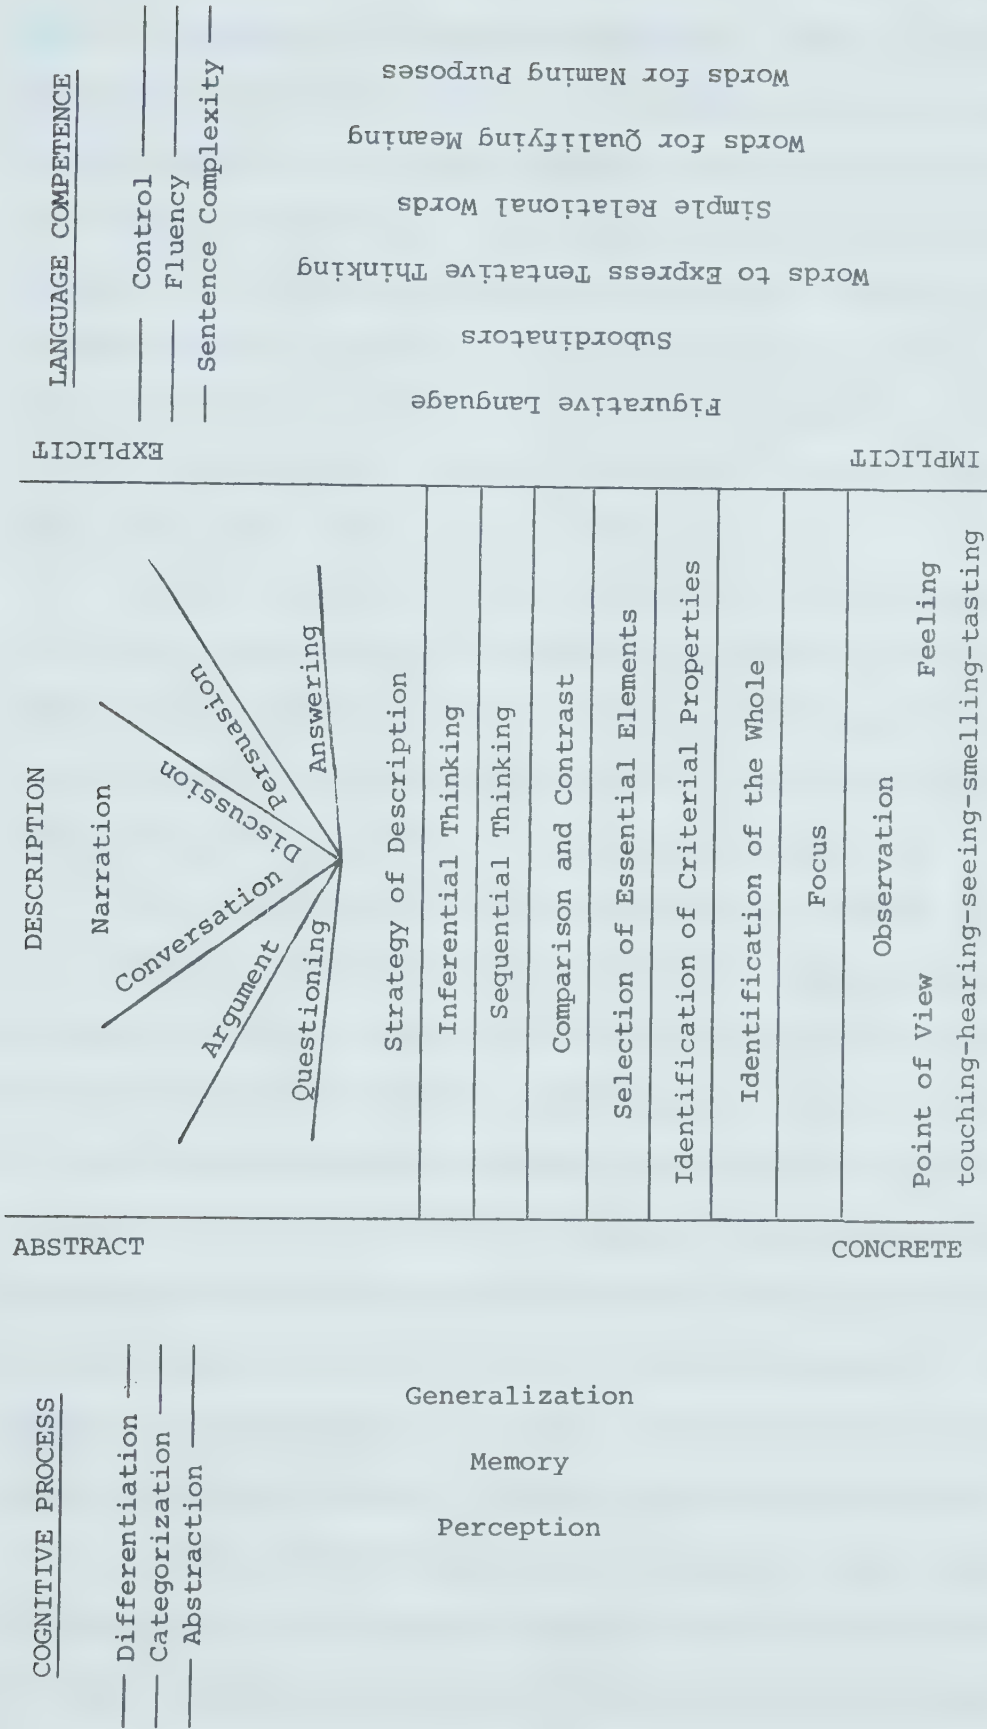 COGNITIVE PROCESS
Differentiation
Categorization
Abstraction
Generalization
Memory
Perception
ABSTRACT
CONCRETE
DESCRIPTION
Narration
Conversation
Discussion
Argument
Persuasion
Questioning
Answering
Strategy of Description
Inferential Thinking
Sequential Thinking
Comparison and Contrast
Selection of Essential Elements
Identification of Criterial Properties
Identification of the Whole
Focus
Observation
Point of View Feeling
touching-hearing-seeing-smelling-tasting
EXPLICIT
IMPLICIT
LANGUAGE COMPETENCE
Control
Fluency
Sentence Complexity
Figurative Language
Subordinators
Words to Express Tentative Thinking
Simple Relational Words
Words for Qualifying Meaning
Words for Naming Purposes